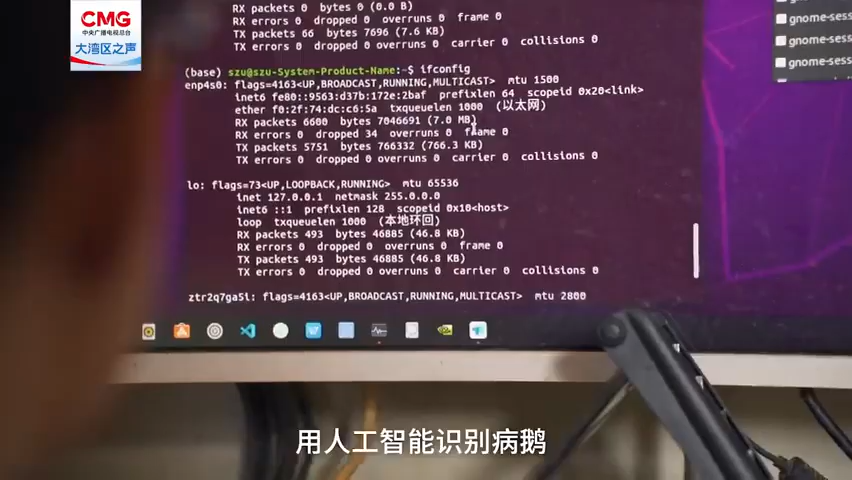 CMG
中央广播电视总台
大湾区之声
RX packets 0 bytes 0 (0.0 B)
RX errors 0 dropped 0 overruns 0 frame 0
TX packets 66 bytes 7696 (7.6 KB)
TX errors 0 dropped 0 overruns 0 carrier 0 collisions 0
(base) szu@szu-System-Product-Name:~$ ifconfig
enp4s0: flags=4163<UP,BROADCAST,RUNNING,MULTICAST> mtu 1500
inet6 fe80::9563:d37b:172e:2baf prefixlen 64 scopeid 0x20<link>
ether f0:2f:74:dc:c6:5a txqueuelen 1000 (以太网)
RX packets 6600 bytes 7046691 (7.0 MB)
RX errors 0 dropped 34 overruns 0 frame 0
TX packets 5751 bytes 766332 (766.3 KB)
TX errors 0 dropped 0 overruns 0 carrier 0 collisions 0
lo: flags=73<UP,LOOPBACK,RUNNING> mtu 65536
inet 127.0.0.1 netmask 255.0.0.0
inet6 ::1 prefixlen 128 scopeid 0x10<host>
loop txqueuelen 1000 (本地环回)
RX packets 493 bytes 46885 (46.8 KB)
RX errors 0 dropped 0 overruns 0 frame 0
TX packets 493 bytes 46885 (46.8 KB)
TX errors 0 dropped 0 overruns 0 carrier 0 collisions 0
ztr2q7ga5i: flags=4163<UP,BROADCAST,RUNNING,MULTICAST> mtu 2800
gnome-sess
gnome-sess
gnome-sess
用人工智能识别病鹅